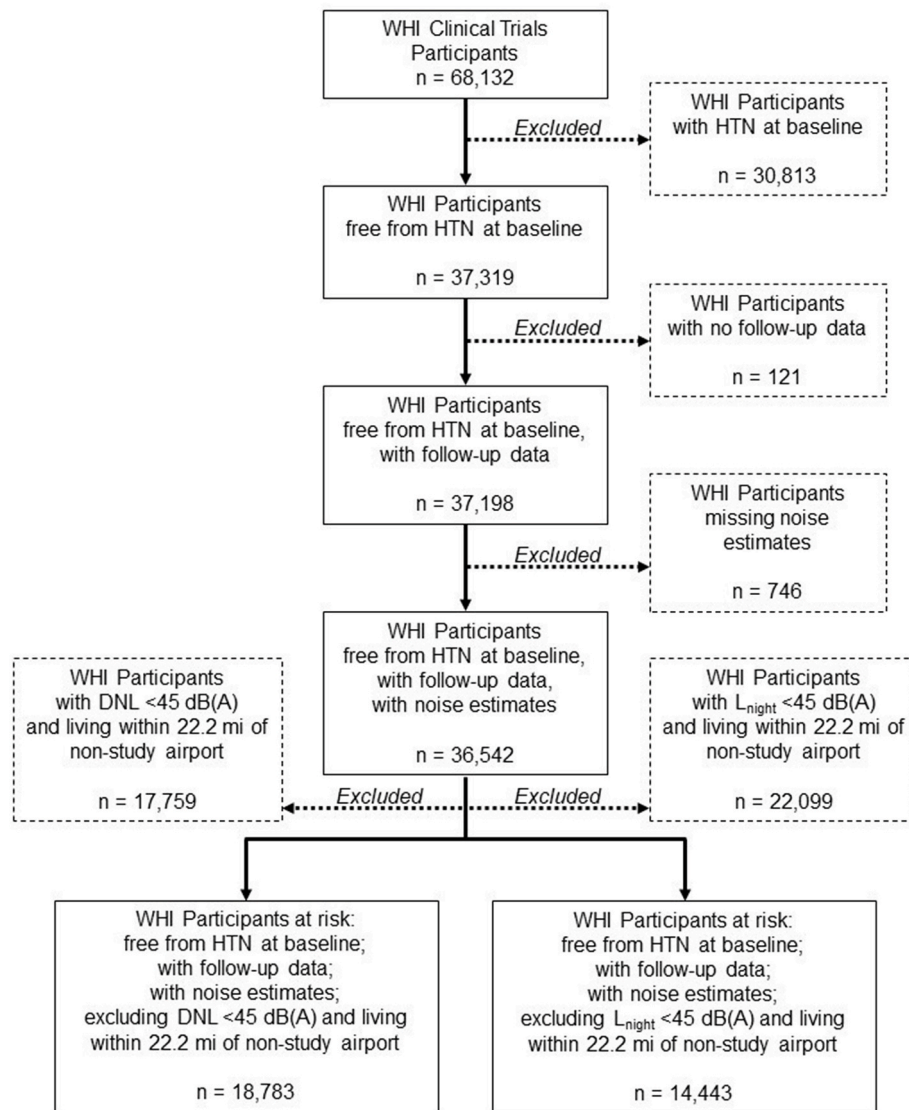 WHI Clinical Trials
Participants
n = 68,132
Excluded
WHI Participants
with HTN at baseline
n = 30,813
WHI Participants
free from HTN at baseline
n = 37,319
Excluded
WHI Participants
with no follow-up data
n = 121
WHI Participants
free from HTN at baseline,
with follow-up data
n = 37,198
Excluded
WHI Participants
missing noise
estimates
n = 746
WHI Participants
free from HTN at baseline,
with follow-up data,
with noise estimates
n = 36,542
WHI Participants
with DNL <45 dB(A)
and living within 22.2 mi of
non-study airport
n = 17,759
Excluded
Excluded
WHI Participants
with Lnight <45 dB(A)
and living within 22.2 mi of
non-study airport
n = 22,099
WHI Participants at risk:
free from HTN at baseline;
with follow-up data;
with noise estimates;
excluding DNL <45 dB(A) and living
within 22.2 mi of non-study airport
n = 18,783
WHI Participants at risk:
free from HTN at baseline;
with follow-up data;
with noise estimates;
excluding Lnight <45 dB(A) and living
within 22.2 mi of non-study airport
n = 14,443